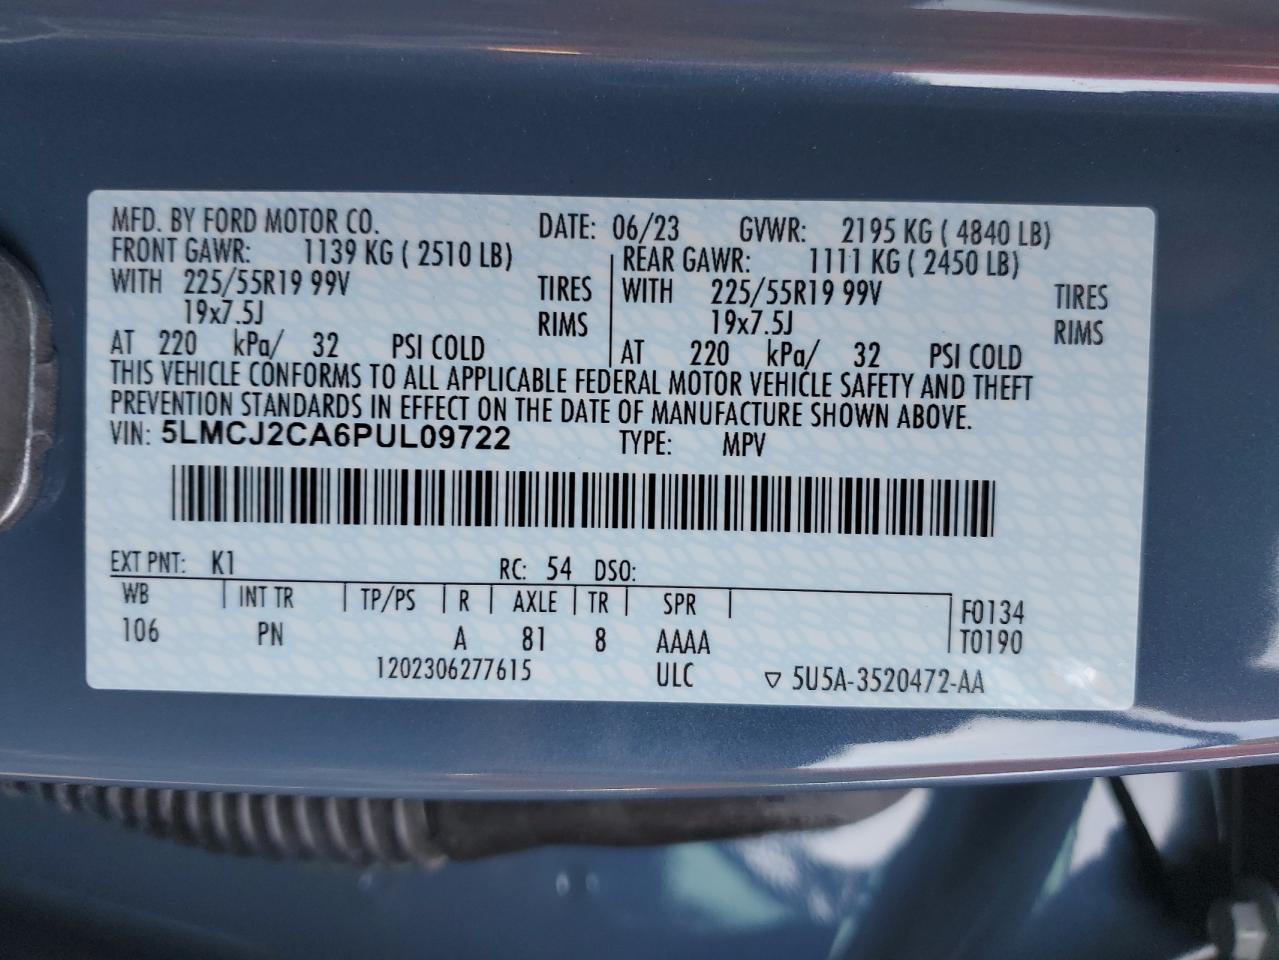 MFD. BY FORD MOTOR CO. DATE: 06/23 GVWR: 2195 KG ( 4840 LB)
FRONT GAWR: 1139 KG ( 2510 LB) REAR GAWR: 1111 KG ( 2450 LB)
WITH 225/55R19 99V TIRES WITH 225/55R19 99V TIRES
19x7.5J RIMS 19x7.5J RIMS
AT 220 kPa/ 32 PSI COLD AT 220 kPa/ 32 PSI COLD
THIS VEHICLE CONFORMS TO ALL APPLICABLE FEDERAL MOTOR VEHICLE SAFETY AND THEFT
PREVENTION STANDARDS IN EFFECT ON THE DATE OF MANUFACTURE SHOWN ABOVE.
VIN: 5LMCJ2CA6PUL09722 TYPE: MPV
EXT PNT: K1 RC: 54 DSO:
WB INT TR TP/PS R AXLE TR SPR F0134
106 PN A 81 8 AAAA T0190
1202306277615 ULC ▽ 5U5A-3520472-AA